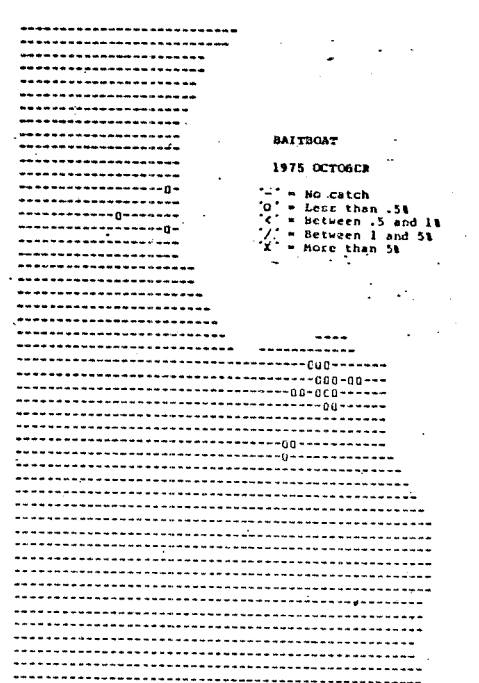 BAITBOAT
1975 OCTOBER
'-' = No catch
'O' = Less than .5%
'<' = Between .5 and 1%
'/' = Between 1 and 5%
'X' = More than 5%